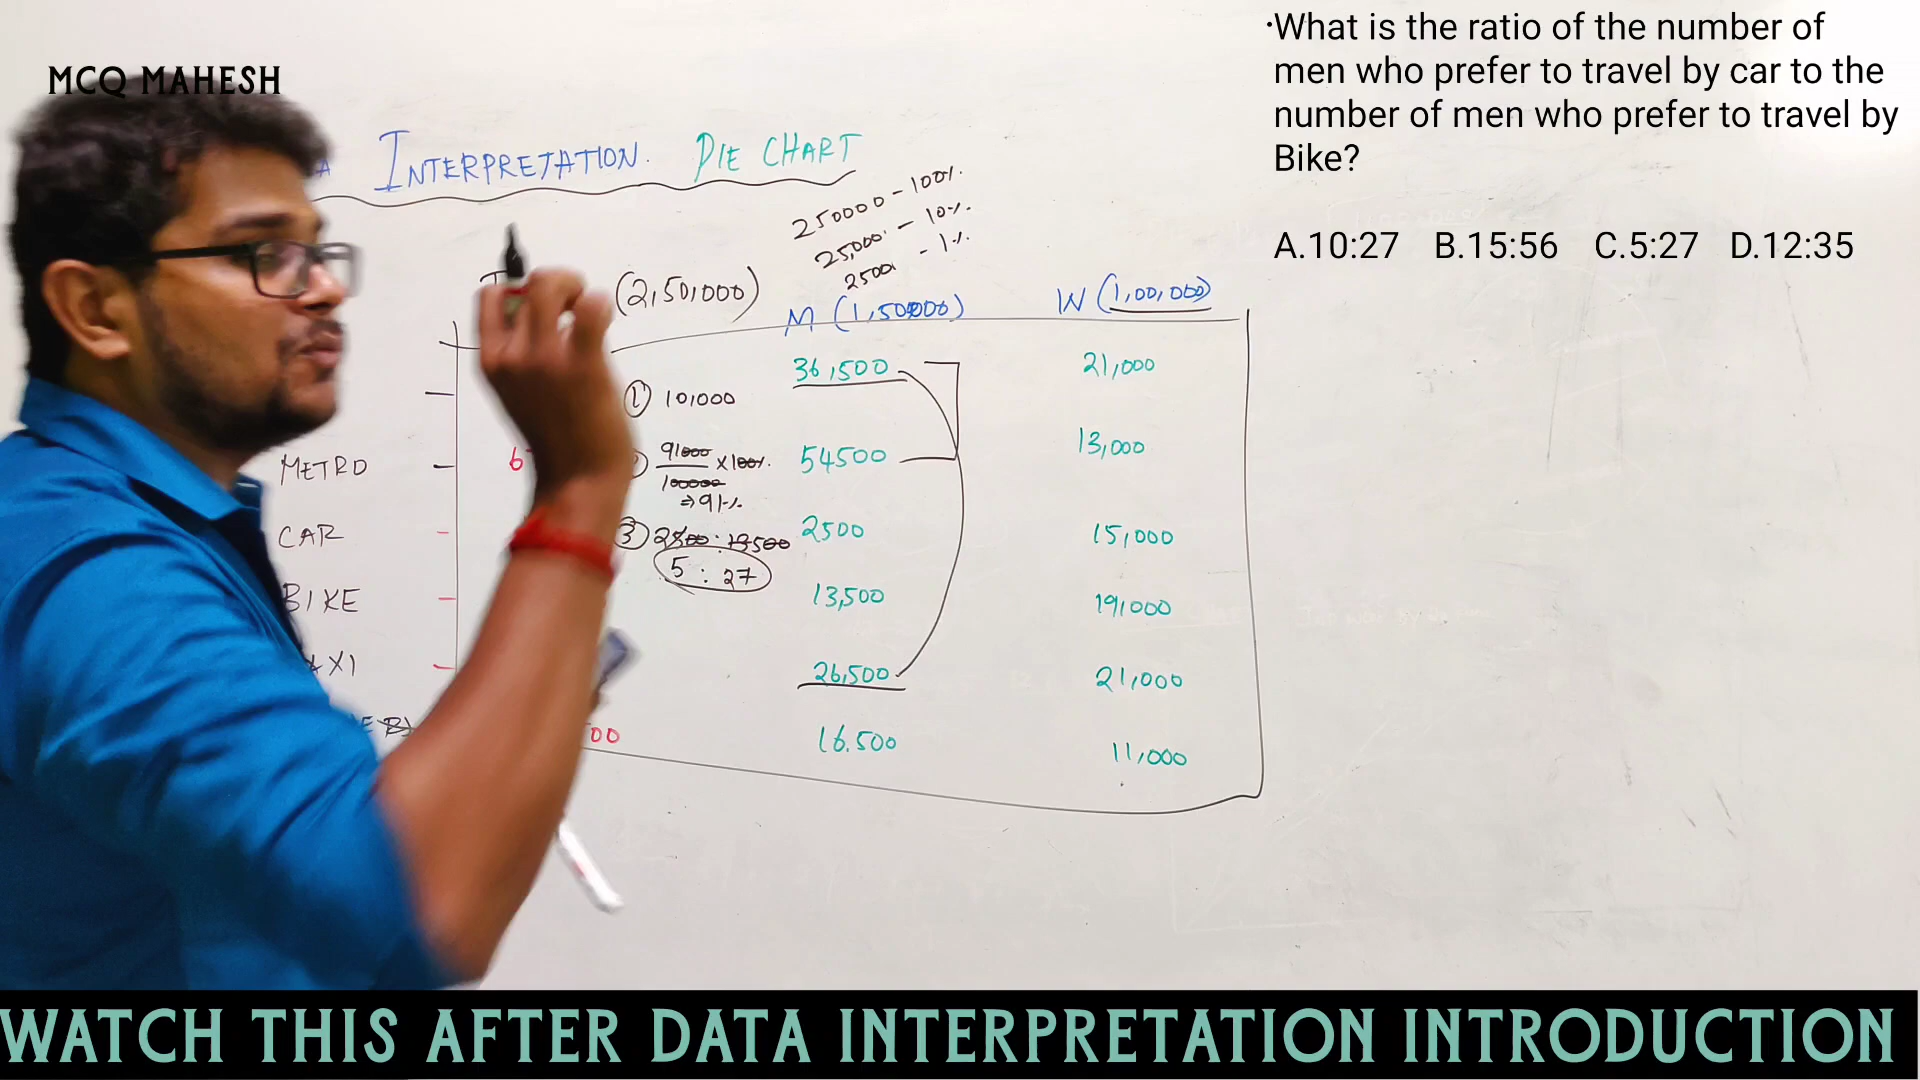 ·What is the ratio of the number of
men who prefer to travel by car to the
number of men who prefer to travel by
Bike?
A.10:27 B.15:56 C.5:27 D.12:35
MCQ MAHESH
INTERPRETATION. PIE CHART
250000 - 100%.
25,000 - 10%.
2500 - 1%.
(2,50,000)
M (1,50,000)
W (1,00,000)
36,500
21,000
① 10,000
METRO
91000 X100%.
100000
⇒ 91%.
54500
13,000
CAR
③ 2500 : 13500
5 : 27
2500
15,000
BIKE
13,500
19,000
26,500
21,000
16.500
11,000
WATCH THIS AFTER DATA INTERPRETATION INTRODUCTION